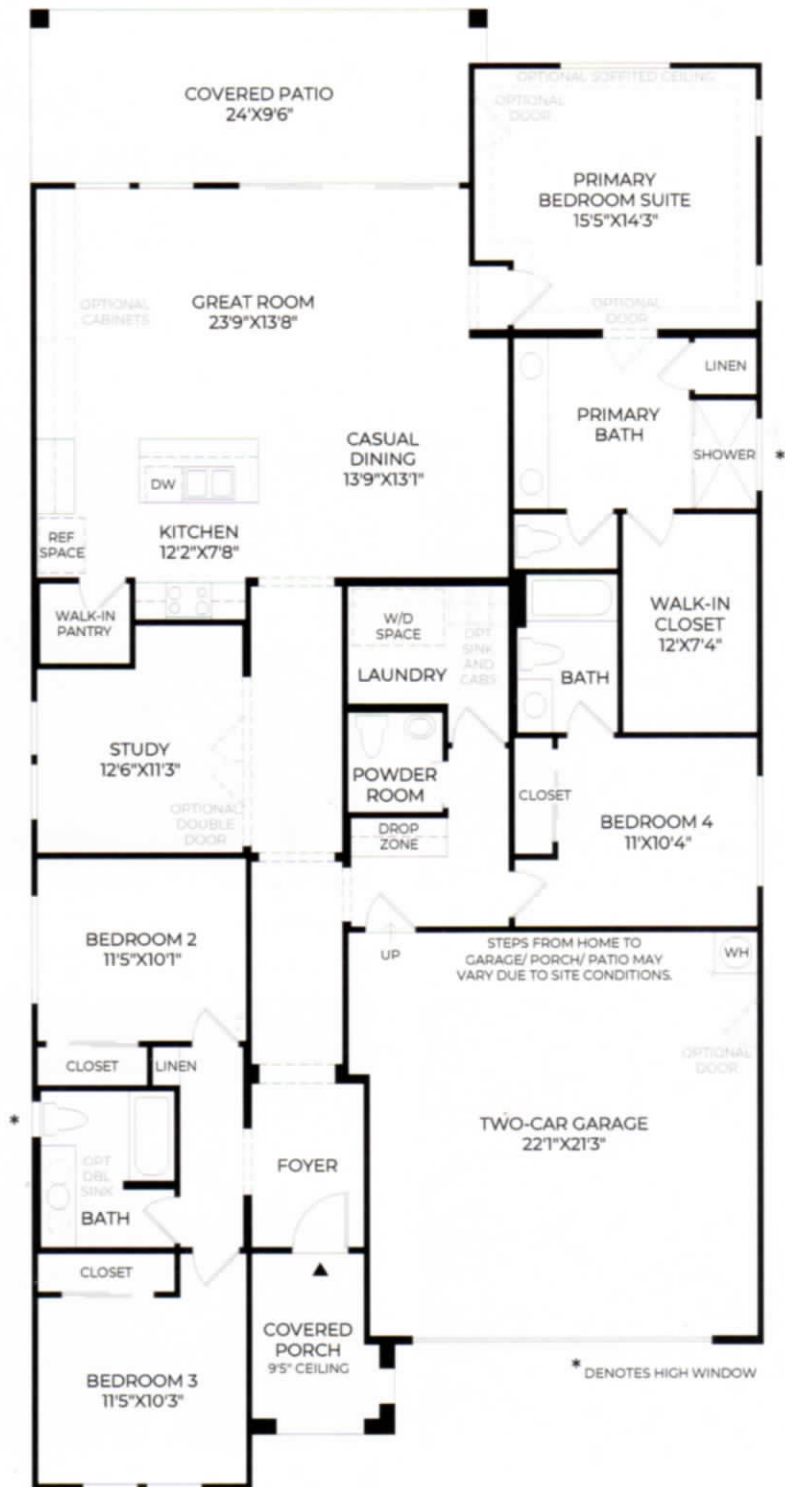 COVERED PATIO
24'X9'6"
OPTIONAL SOFFITED CEILING
OPTIONAL
DOOR
PRIMARY
BEDROOM SUITE
15'5"X14'3"
OPTIONAL
CABINETS
GREAT ROOM
23'9"X13'8"
OPTIONAL
DOOR
LINEN
PRIMARY
BATH
SHOWER
*
CASUAL
DINING
13'9"X13'1"
DW
KITCHEN
12'2"X7'8"
REF
SPACE
WALK-IN
PANTRY
W/D
SPACE
OPT
SINK
AND
CABS
LAUNDRY
BATH
WALK-IN
CLOSET
12'X7'4"
STUDY
12'6"X11'3"
OPTIONAL
DOUBLE
DOOR
POWDER
ROOM
DROP
ZONE
CLOSET
BEDROOM 4
11'X10'4"
BEDROOM 2
11'5"X10'1"
UP
STEPS FROM HOME TO
GARAGE/ PORCH/ PATIO MAY
VARY DUE TO SITE CONDITIONS.
WH
OPTIONAL
DOOR
CLOSET
LINEN
*
OPT
DBL
SINK
BATH
FOYER
TWO-CAR GARAGE
22'1"X21'3"
CLOSET
COVERED
PORCH
9'5" CEILING
BEDROOM 3
11'5"X10'3"
* DENOTES HIGH WINDOW